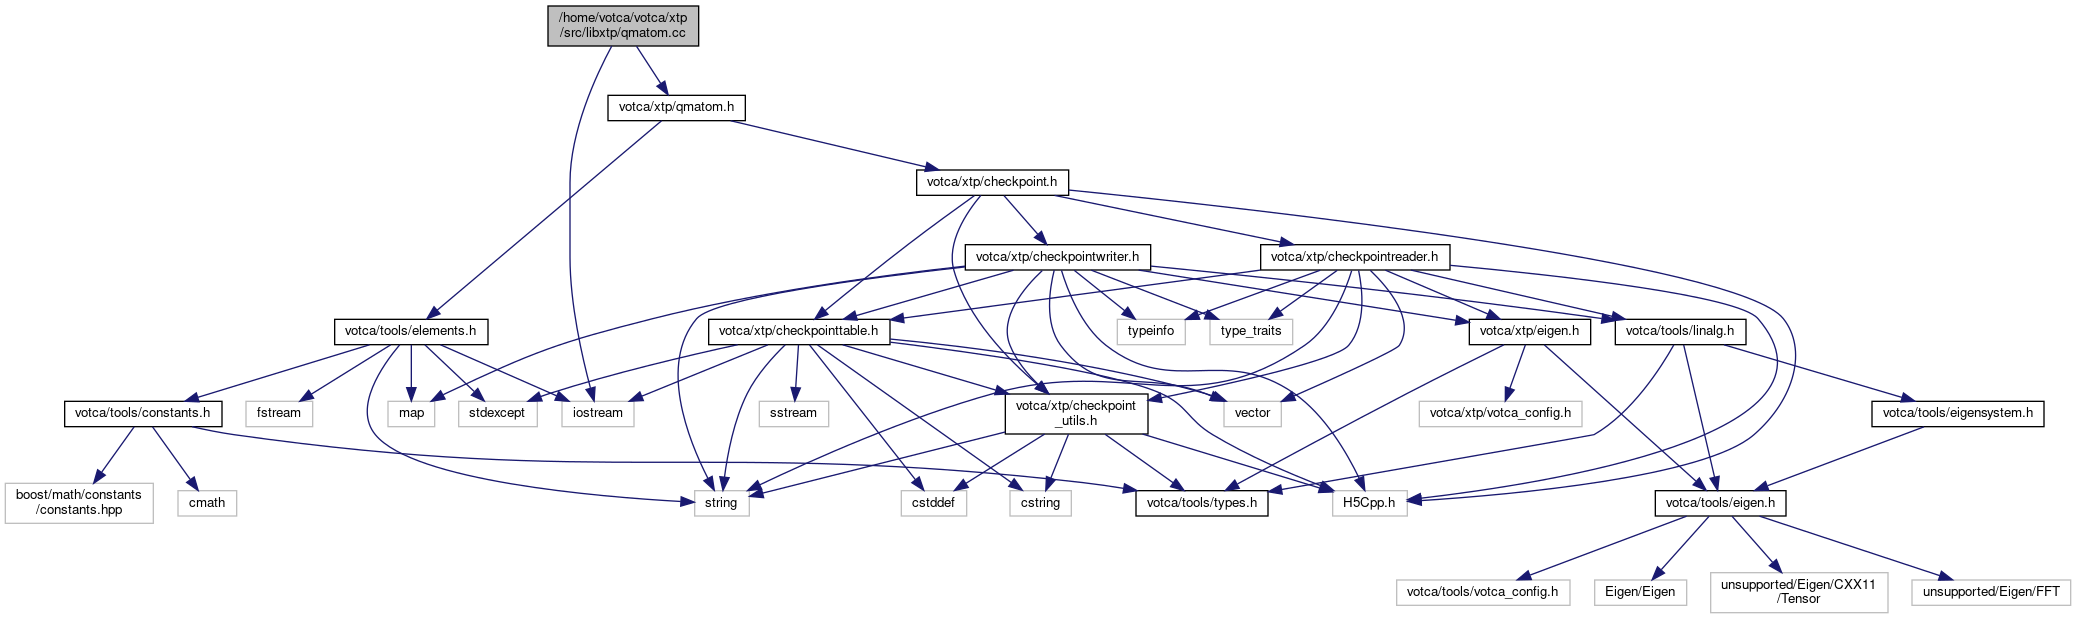 /home/votca/votca/xtp
/src/libxtp/qmatom.cc
votca/xtp/qmatom.h
votca/xtp/checkpoint.h
votca/xtp/checkpointwriter.h
votca/xtp/checkpointreader.h
votca/tools/elements.h
votca/xtp/checkpointtable.h
typeinfo
type_traits
votca/xtp/eigen.h
votca/tools/linalg.h
votca/tools/constants.h
fstream
map
stdexcept
iostream
sstream
votca/xtp/checkpoint
_utils.h
vector
votca/xtp/votca_config.h
votca/tools/eigensystem.h
boost/math/constants
/constants.hpp
cmath
string
cstddef
cstring
votca/tools/types.h
H5Cpp.h
votca/tools/eigen.h
votca/tools/votca_config.h
Eigen/Eigen
unsupported/Eigen/CXX11
/Tensor
unsupported/Eigen/FFT